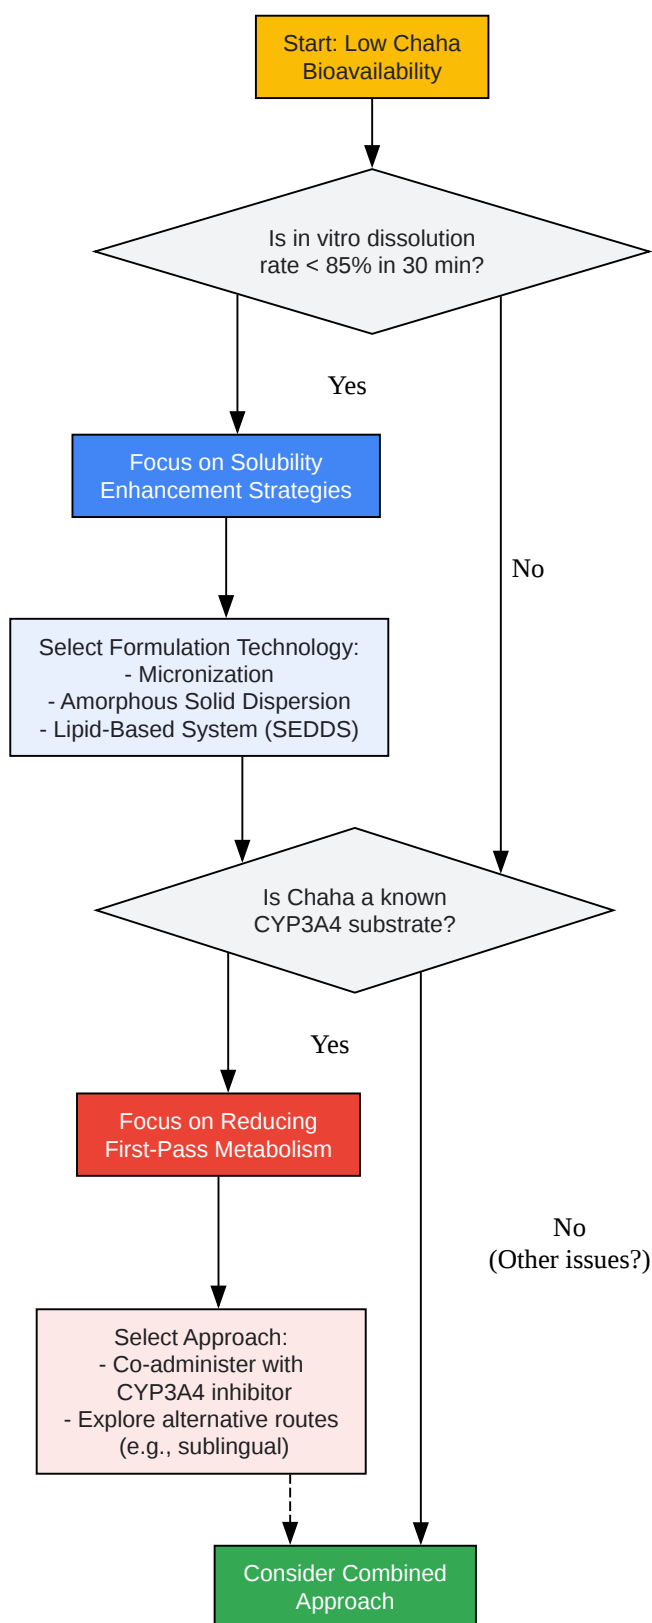 Start: Low Chaha
Bioavailability
Is in vitro dissolution
rate < 85% in 30 min?
Yes
Focus on Solubility
Enhancement Strategies
No
Select Formulation Technology:
- Micronization
- Amorphous Solid Dispersion
- Lipid-Based System (SEDDS)
Is Chaha a known
CYP3A4 substrate?
Yes
Focus on Reducing
First-Pass Metabolism
No
(Other issues?)
Select Approach:
- Co-administer with
CYP3A4 inhibitor
- Explore alternative routes
(e.g., sublingual)
Consider Combined
Approach